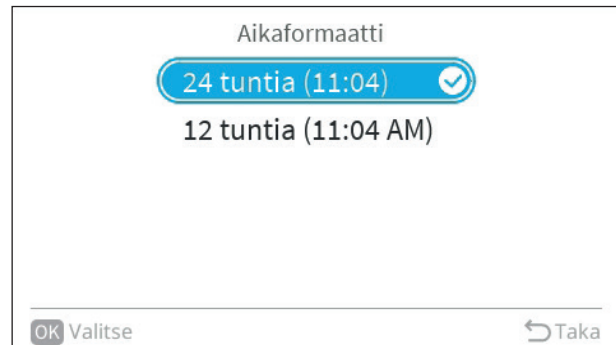 Aikaformaatti
24 tuntia (11:04)
12 tuntia (11:04 AM)
OK Valitse
Taka